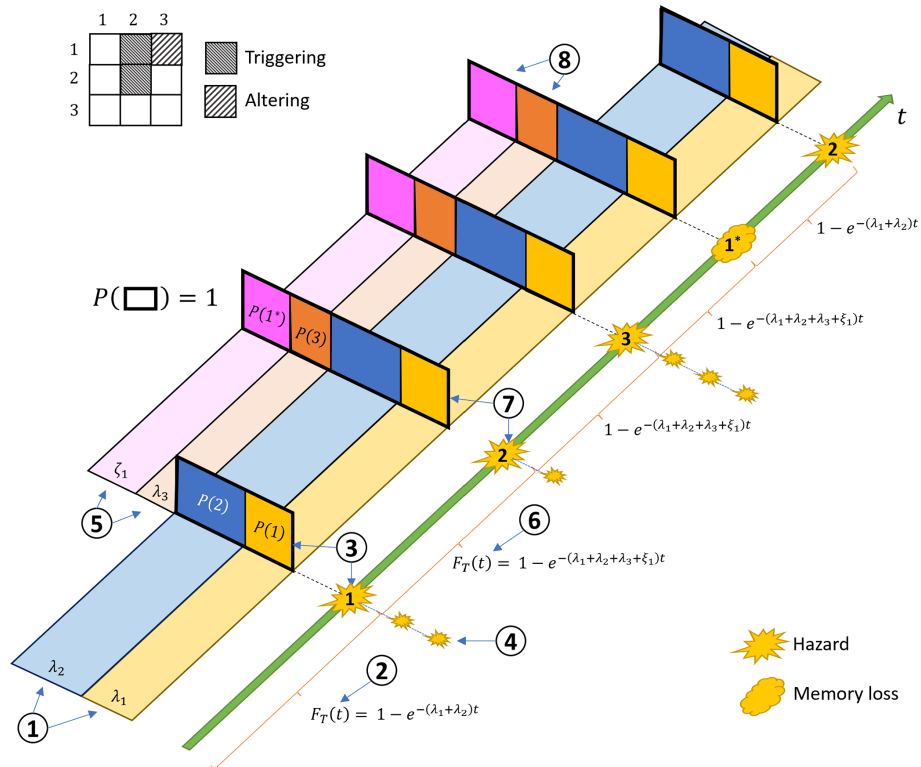 1 2 3
1
2
3
Triggering
Altering
8
t
2
1 − e^−(λ₁+λ₂)t
1*
P( ) = 1
P(1*)
P(3)
1 − e^−(λ₁+λ₂+λ₃+ξ₁)t
3
7
1 − e^−(λ₁+λ₂+λ₃+ξ₁)t
2
ζ₁
λ₃
5
P(2)
P(1)
3
6
F_T(t) = 1 − e^−(λ₁+λ₂+λ₃+ξ₁)t
1
4
λ₂
λ₁
1
2
F_T(t) = 1 − e^−(λ₁+λ₂)t
Hazard
Memory loss